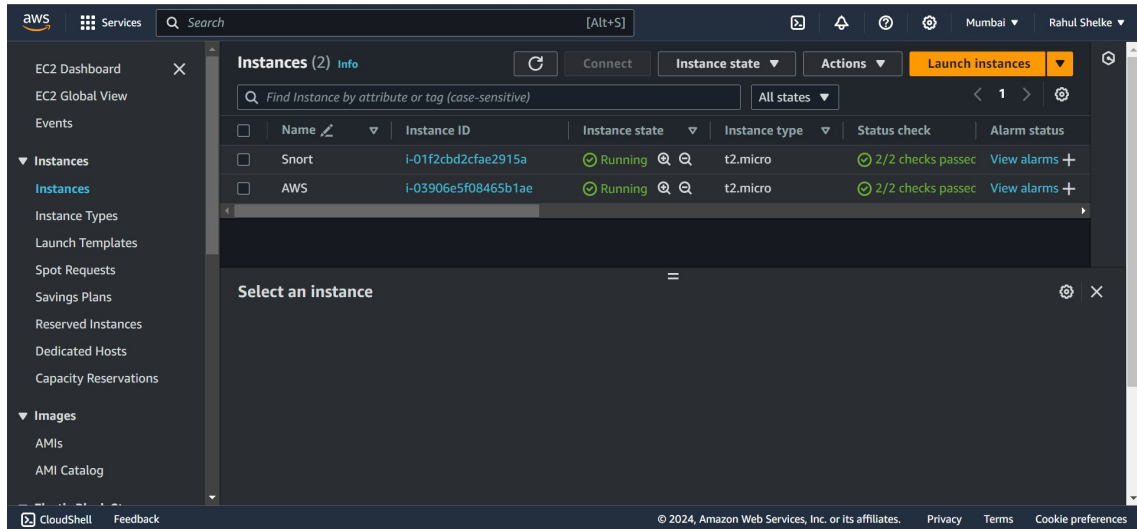 aws Services Search [Alt+S] Mumbai Rahul Shelke
EC2 Dashboard
EC2 Global View
Events
Instances
Instances
Instance Types
Launch Templates
Spot Requests
Savings Plans
Reserved Instances
Dedicated Hosts
Capacity Reservations
Images
AMIs
AMI Catalog
Instances (2) Info Connect Instance state Actions Launch instances
Find Instance by attribute or tag (case-sensitive) All states 1
Name Instance ID Instance state Instance type Status check Alarm status
Snort i-01f2cbd2cfae2915a Running t2.micro 2/2 checks passec View alarms +
AWS i-03906e5f08465b1ae Running t2.micro 2/2 checks passec View alarms +
Select an instance
CloudShell Feedback © 2024, Amazon Web Services, Inc. or its affiliates. Privacy Terms Cookie preferences